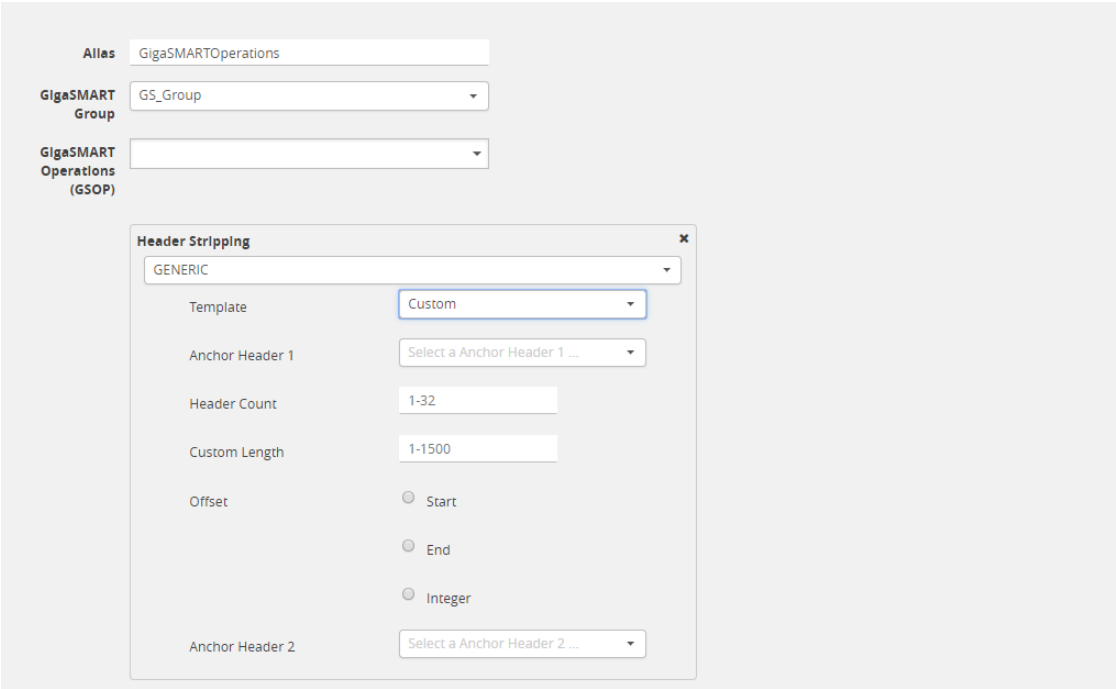 Alias GigaSMARTOperations
GigaSMART GS_Group
Group
GigaSMART
Operations
(GSOP)
Header Stripping ×
GENERIC
Template Custom
Anchor Header 1 Select a Anchor Header 1 ...
Header Count 1-32
Custom Length 1-1500
Offset Start
End
Integer
Anchor Header 2 Select a Anchor Header 2 ...